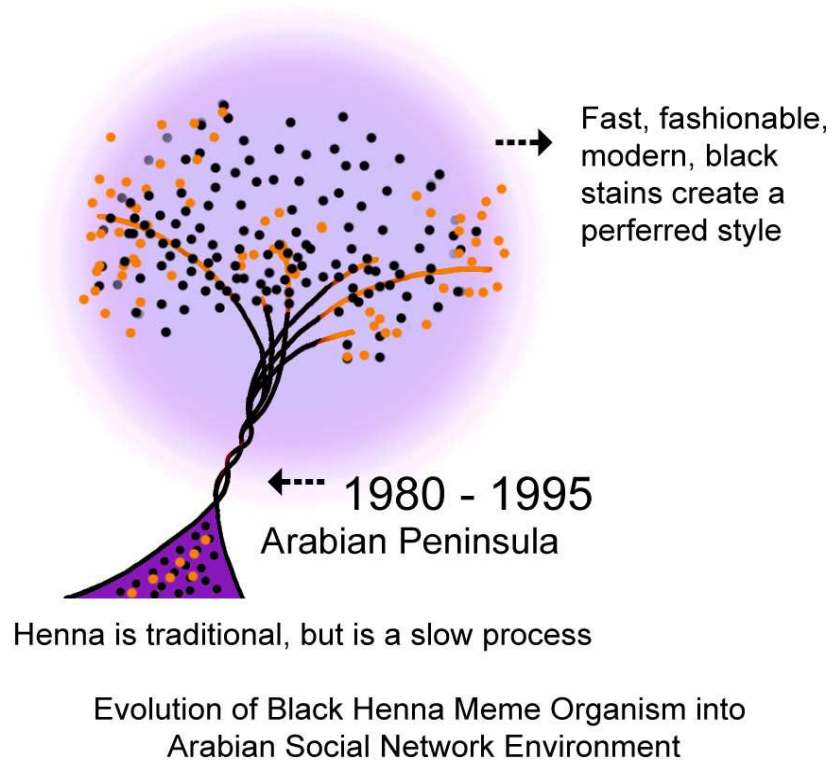 Fast, fashionable,
modern, black
stains create a
perferred style
1980 - 1995
Arabian Peninsula
Henna is traditional, but is a slow process
Evolution of Black Henna Meme Organism into
Arabian Social Network Environment